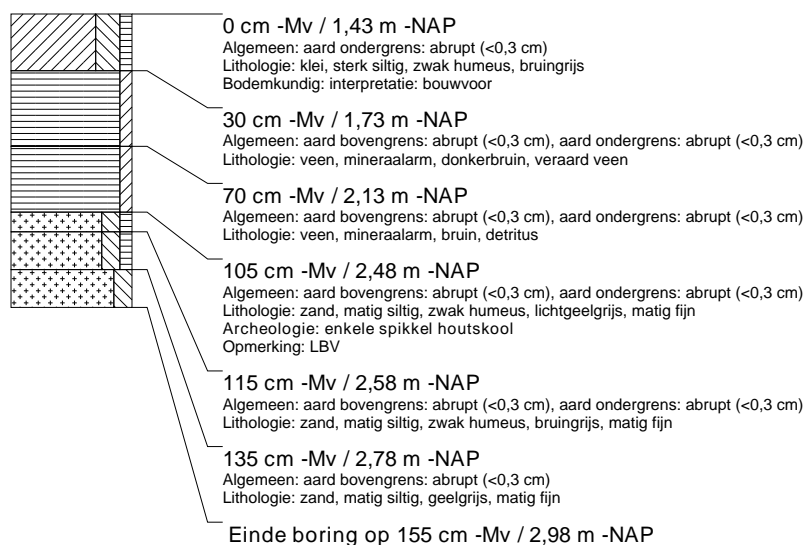 0 cm -Mv / 1,43 m -NAP
Algemeen: aard ondergrens: abrupt (<0,3 cm)
Lithologie: klei, sterk siltig, zwak humeus, bruingrijs
Bodemkundig: interpretatie: bouwvoor
30 cm -Mv / 1,73 m -NAP
Algemeen: aard bovengrens: abrupt (<0,3 cm), aard ondergrens: abrupt (<0,3 cm)
Lithologie: veen, mineraalarm, donkerbruin, veraard veen
70 cm -Mv / 2,13 m -NAP
Algemeen: aard bovengrens: abrupt (<0,3 cm), aard ondergrens: abrupt (<0,3 cm)
Lithologie: veen, mineraalarm, bruin, detritus
105 cm -Mv / 2,48 m -NAP
Algemeen: aard bovengrens: abrupt (<0,3 cm), aard ondergrens: abrupt (<0,3 cm)
Lithologie: zand, matig siltig, zwak humeus, lichtgeelgrijs, matig fijn
Archeologie: enkele spikkel houtskool
Opmerking: LBV
115 cm -Mv / 2,58 m -NAP
Algemeen: aard bovengrens: abrupt (<0,3 cm), aard ondergrens: abrupt (<0,3 cm)
Lithologie: zand, matig siltig, zwak humeus, bruingrijs, matig fijn
135 cm -Mv / 2,78 m -NAP
Algemeen: aard bovengrens: abrupt (<0,3 cm)
Lithologie: zand, matig siltig, geelgrijs, matig fijn
Einde boring op 155 cm -Mv / 2,98 m -NAP